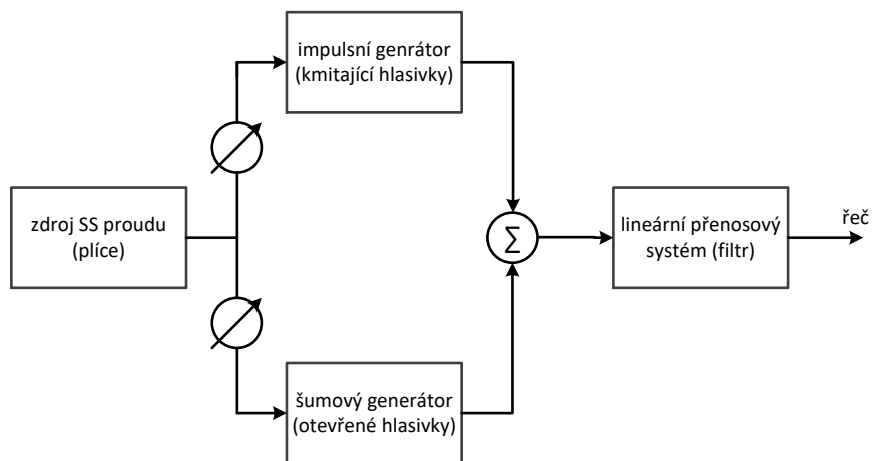 impulsní genrátor
(kmitající hlasivky)
zdroj SS proudu
(plíce)
∑
lineární přenosový
systém (filtr)
řeč
šumový generátor
(otevřené hlasivky)